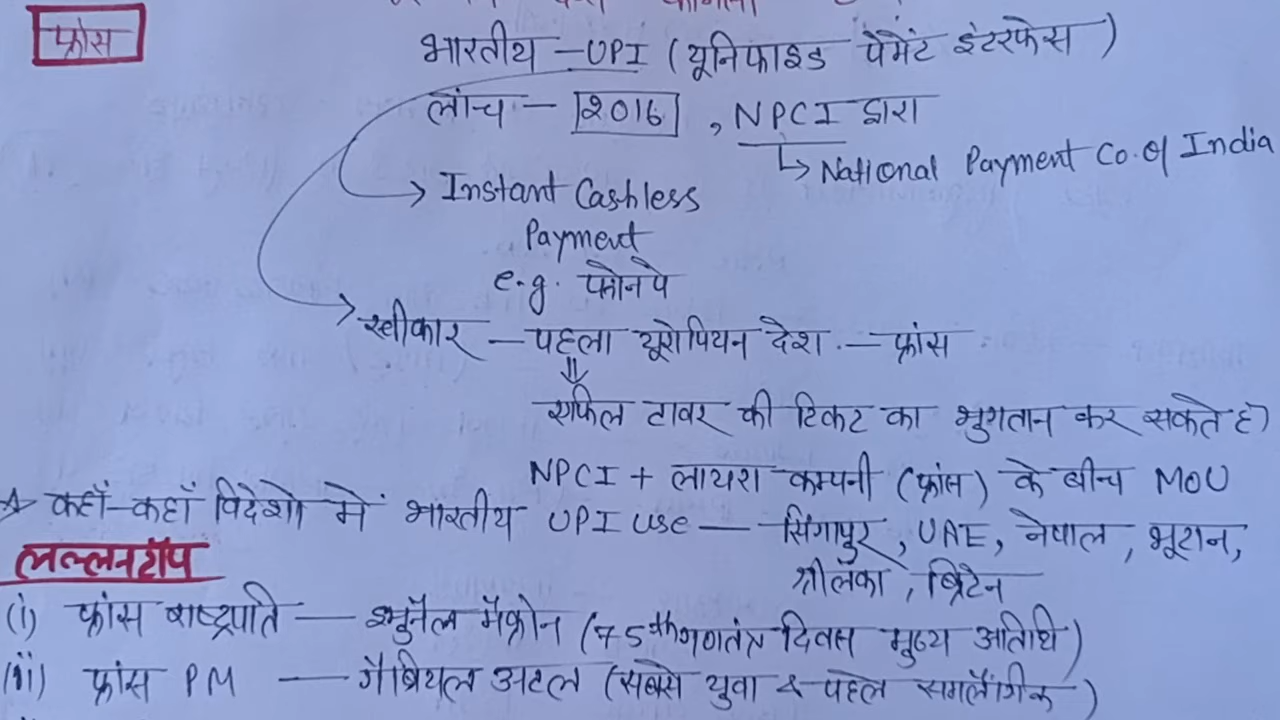 फ्रांस
भारतीय – UPI (यूनिफाइड पेमेंट इंटरफेस)
लांच – 2016, NPCI द्वारा
↳ National Payment Co. of India
→ Instant Cashless
Payment
e.g. फोनपे
→ स्वीकार – पहला यूरोपियन देश – फ्रांस
⇓
एफिल टावर की टिकट का भुगतान कर सकते है)
NPCI + लायरा कम्पनी (फ्रांस) के बीच MoU
कहाँ-कहाँ विदेशो में भारतीय UPI use – सिंगापुर, UAE, नेपाल, भूटान,
श्रीलंका, ब्रिटेन
लल्लनटॉप
(i) फ्रांस राष्ट्रपति – इमुनैल मैक्रोन (75th गणतंत्र दिवस मुख्य अतिथि)
(ii) फ्रांस PM – गैब्रियल अटल (सबसे युवा & पहले समलैंगिक)